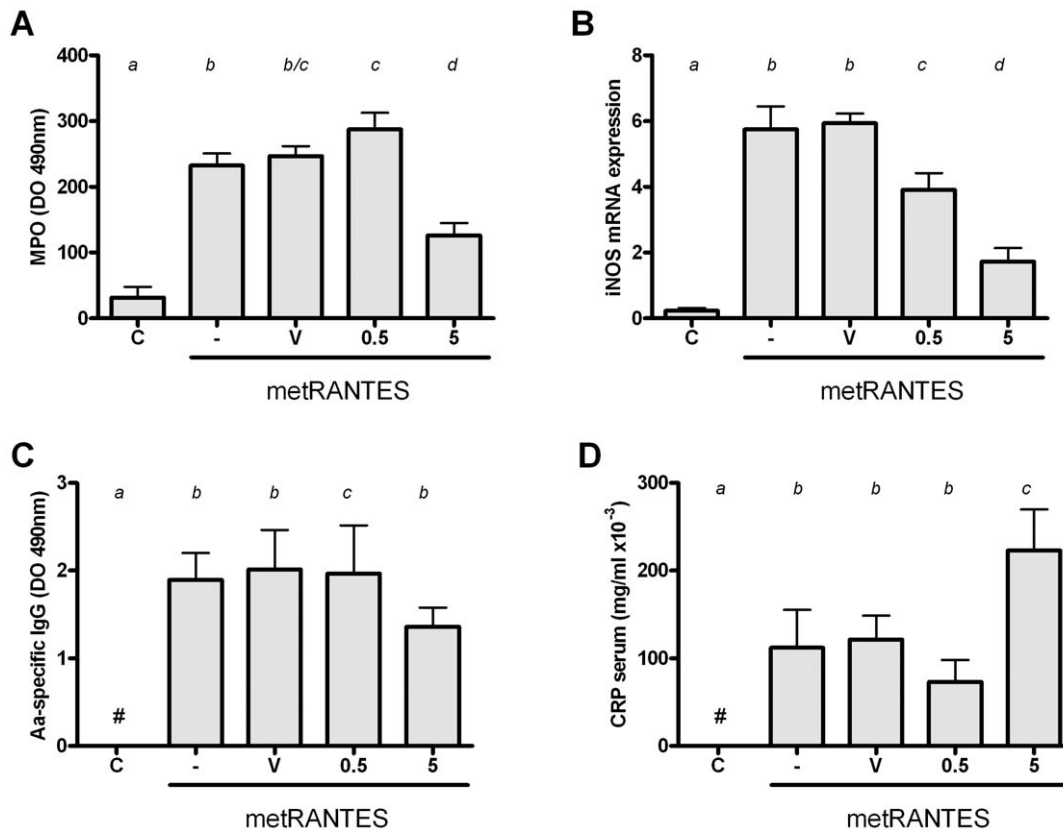 A
MPO (DO 490nm)
400
300
200
100
0
a b b/c c d
C - V 0.5 5
metRANTES
B
iNOS mRNA expression
8
6
4
2
0
a b b c d
C - V 0.5 5
metRANTES
C
Aa-specific IgG (DO 490nm)
3
2
1
0
a b b c b
#
C - V 0.5 5
metRANTES
D
CRP serum (mg/ml x10⁻³)
300
200
100
0
a b b b c
#
C - V 0.5 5
metRANTES